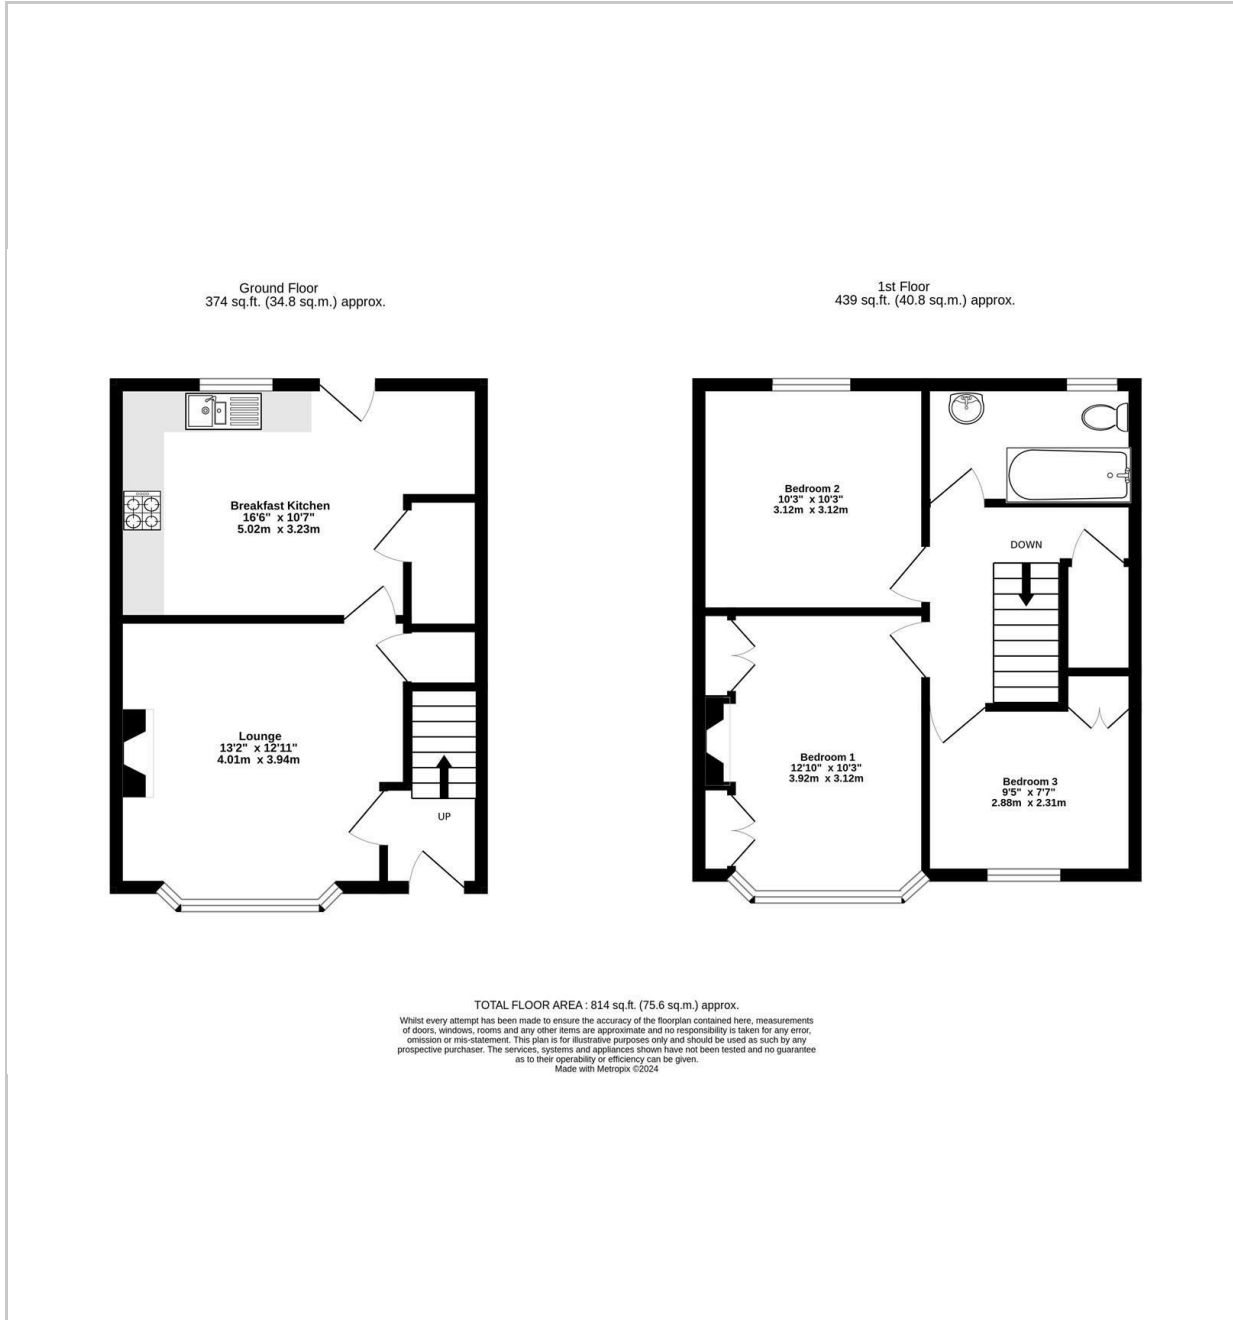 Ground Floor
374 sq.ft. (34.8 sq.m.) approx.
1st Floor
439 sq.ft. (40.8 sq.m.) approx.
Breakfast Kitchen
16'6" x 10'7"
5.02m x 3.23m
Lounge
13'2" x 12'11"
4.01m x 3.94m
UP
Bedroom 2
10'3" x 10'3"
3.12m x 3.12m
DOWN
Bedroom 1
12'10" x 10'3"
3.92m x 3.12m
Bedroom 3
9'5" x 7'7"
2.88m x 2.31m
TOTAL FLOOR AREA : 814 sq.ft. (75.6 sq.m.) approx.
Whilst every attempt has been made to ensure the accuracy of the floorplan contained here, measurements
of doors, windows, rooms and any other items are approximate and no responsibility is taken for any error,
omission or mis-statement. This plan is for illustrative purposes only and should be used as such by any
prospective purchaser. The services, systems and appliances shown have not been tested and no guarantee
as to their operability or efficiency can be given.
Made with Metropix ©2024